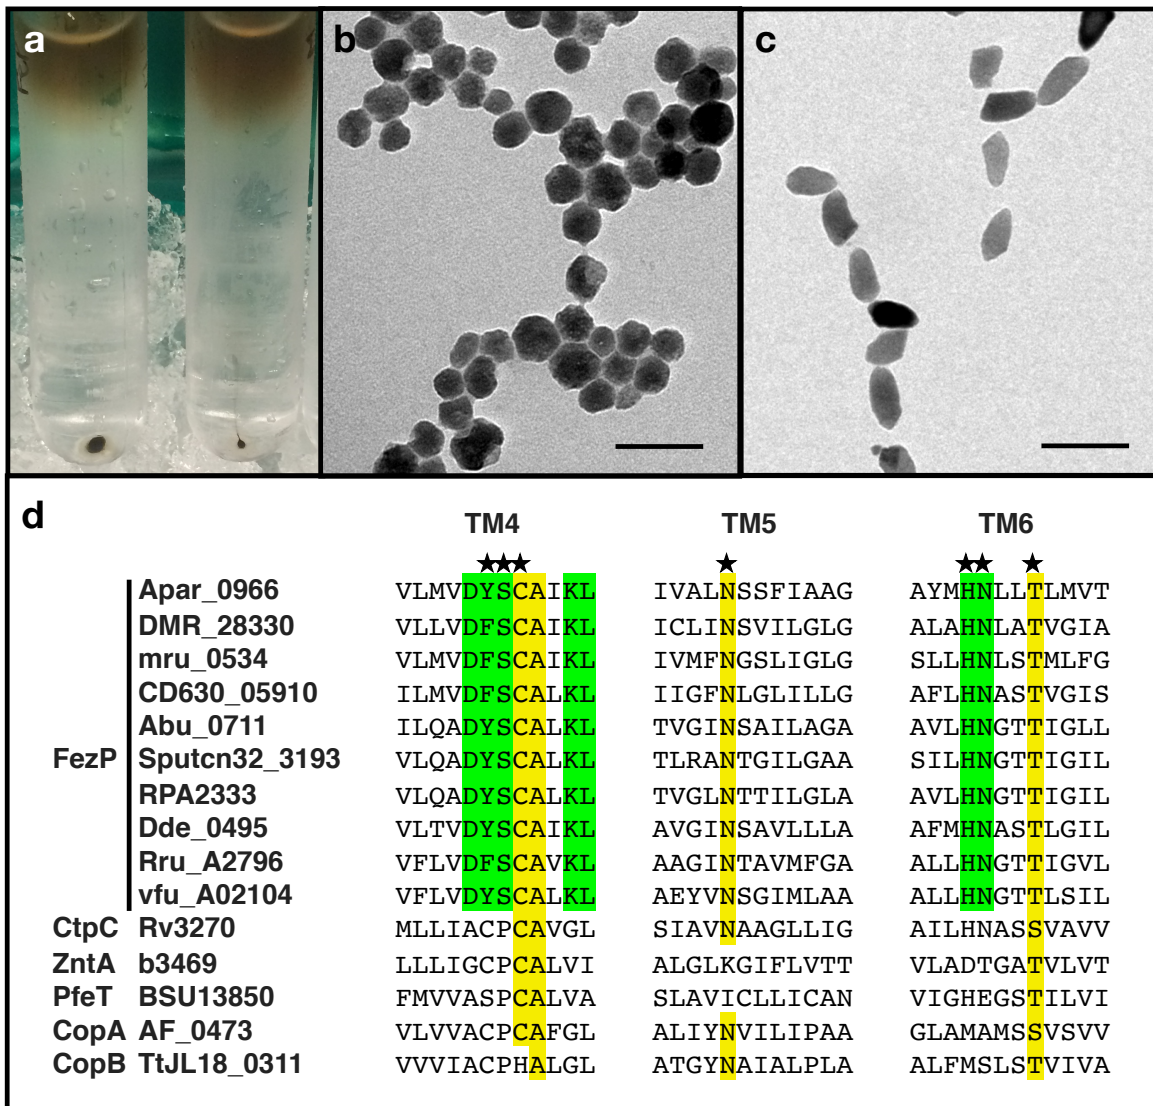 a
b
c
d
TM4 TM5 TM6
★★★ ★ ★★ ★
Apar_0966 VLMVDYSCAIKL IVALNSSFIAAG AYMHNLLTLMVT
DMR_28330 VLLVDFSCAIKL ICLINSVILGLG ALAHNLATVGIA
mru_0534 VLMVDFSCAIKL IVMFNGSLIGLG SLLHNLSTMLFG
CD630_05910 ILMVDFSCALKL IIGFNLGLILLG AFLHNASTVGIS
Abu_0711 ILQADYSCALKL TVGINSAILAGA AVLHNGTTIGLL
FezP Sputcn32_3193 VLQADYSCAIKL TLRANTGILGAA SILHNGTTIGIL
RPA2333 VLQADYSCALKL TVGLNTTILGLA AVLHNGTTIGIL
Dde_0495 VLTVDYSCAIKL AVGINSAVLLLA AFMHNASTLGIL
Rru_A2796 VFLVDFSCAVKL AAGINTAVMFGA ALLHNGTTIGVL
vfu_A02104 VFLVDYSCALKL AEYVNSGIMLAA ALLHNGTTLSIL
CtpC Rv3270 MLLIACPCAVGL SIAVNAAGLLIG AILHNASSVAVV
ZntA b3469 LLLIGCPCALVI ALGLKGIFLVTT VLADTGATVLVT
PfeT BSU13850 FMVVASPCALVA SLAVICLLICAN VIGHEGSTILVI
CopA AF_0473 VLVVACPCAFGL ALIYNVILIPAA GLAMAMSSVSVV
CopB TtJL18_0311 VVVIACPHALGL ATGYNAIALPLA ALFMSLSTVIVA